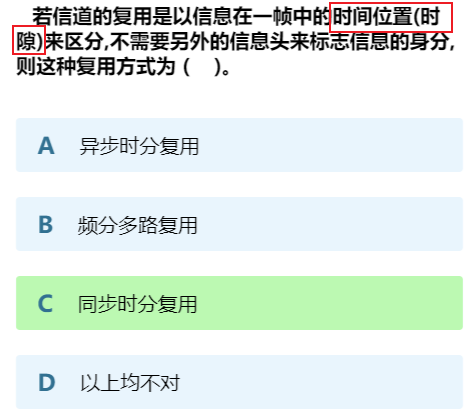 若信道的复用是以信息在一帧中的时间位置(时
隙)来区分,不需要另外的信息头来标志信息的身分,
则这种复用方式为 (    )。
A 异步时分复用
B 频分多路复用
C 同步时分复用
D 以上均不对